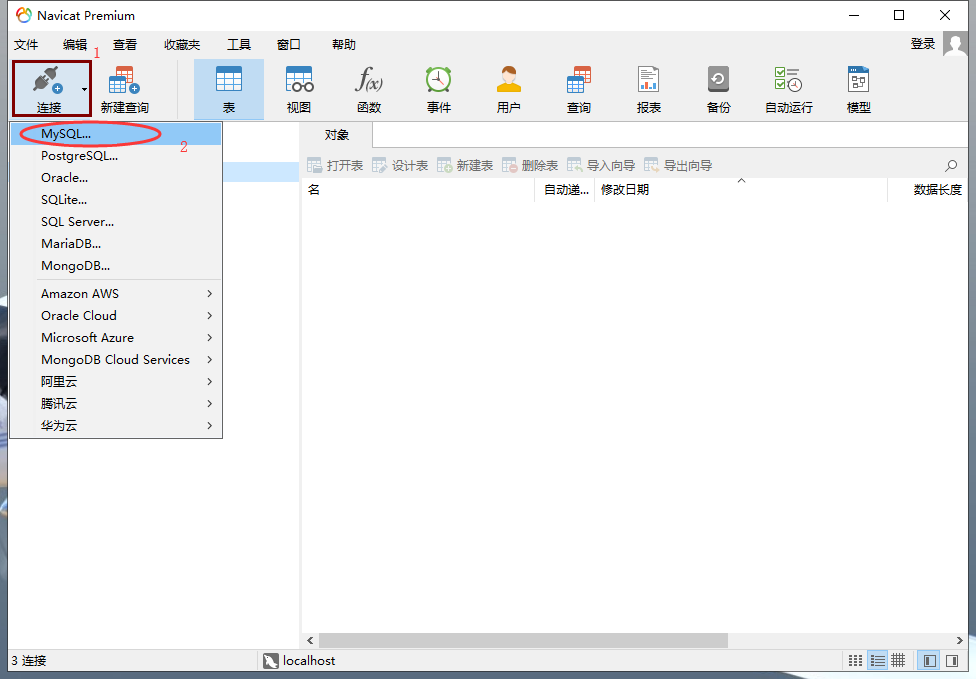 Navicat Premium
文件 编辑 查看 收藏夹 工具 窗口 帮助 登录
1
连接 新建查询 表 视图 函数 事件 用户 查询 报表 备份 自动运行 模型
f(x)
MySQL...
2
PostgreSQL...
Oracle...
SQLite...
SQL Server...
MariaDB...
MongoDB...
Amazon AWS
Oracle Cloud
Microsoft Azure
MongoDB Cloud Services
阿里云
腾讯云
华为云
对象
打开表 设计表 新建表 删除表 导入向导 导出向导
名 自动递... 修改日期 数据长度
3 连接 localhost